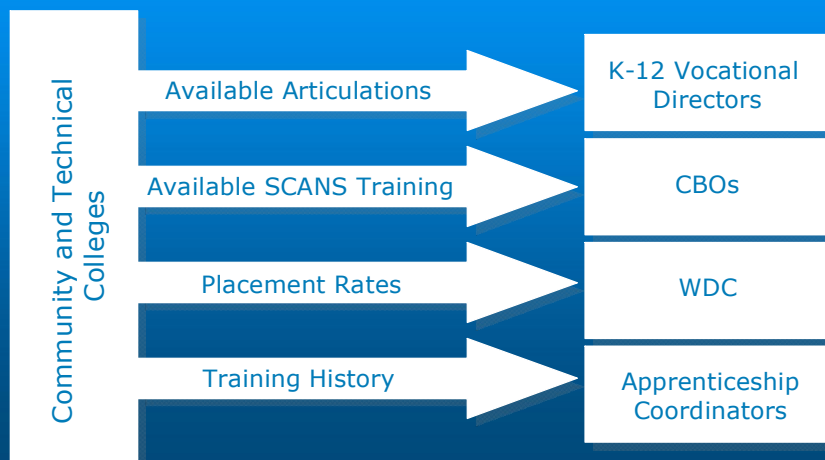 Community and Technical
Colleges
Available Articulations
K-12 Vocational
Directors
Available SCANS Training
CBOs
Placement Rates
WDC
Training History
Apprenticeship
Coordinators